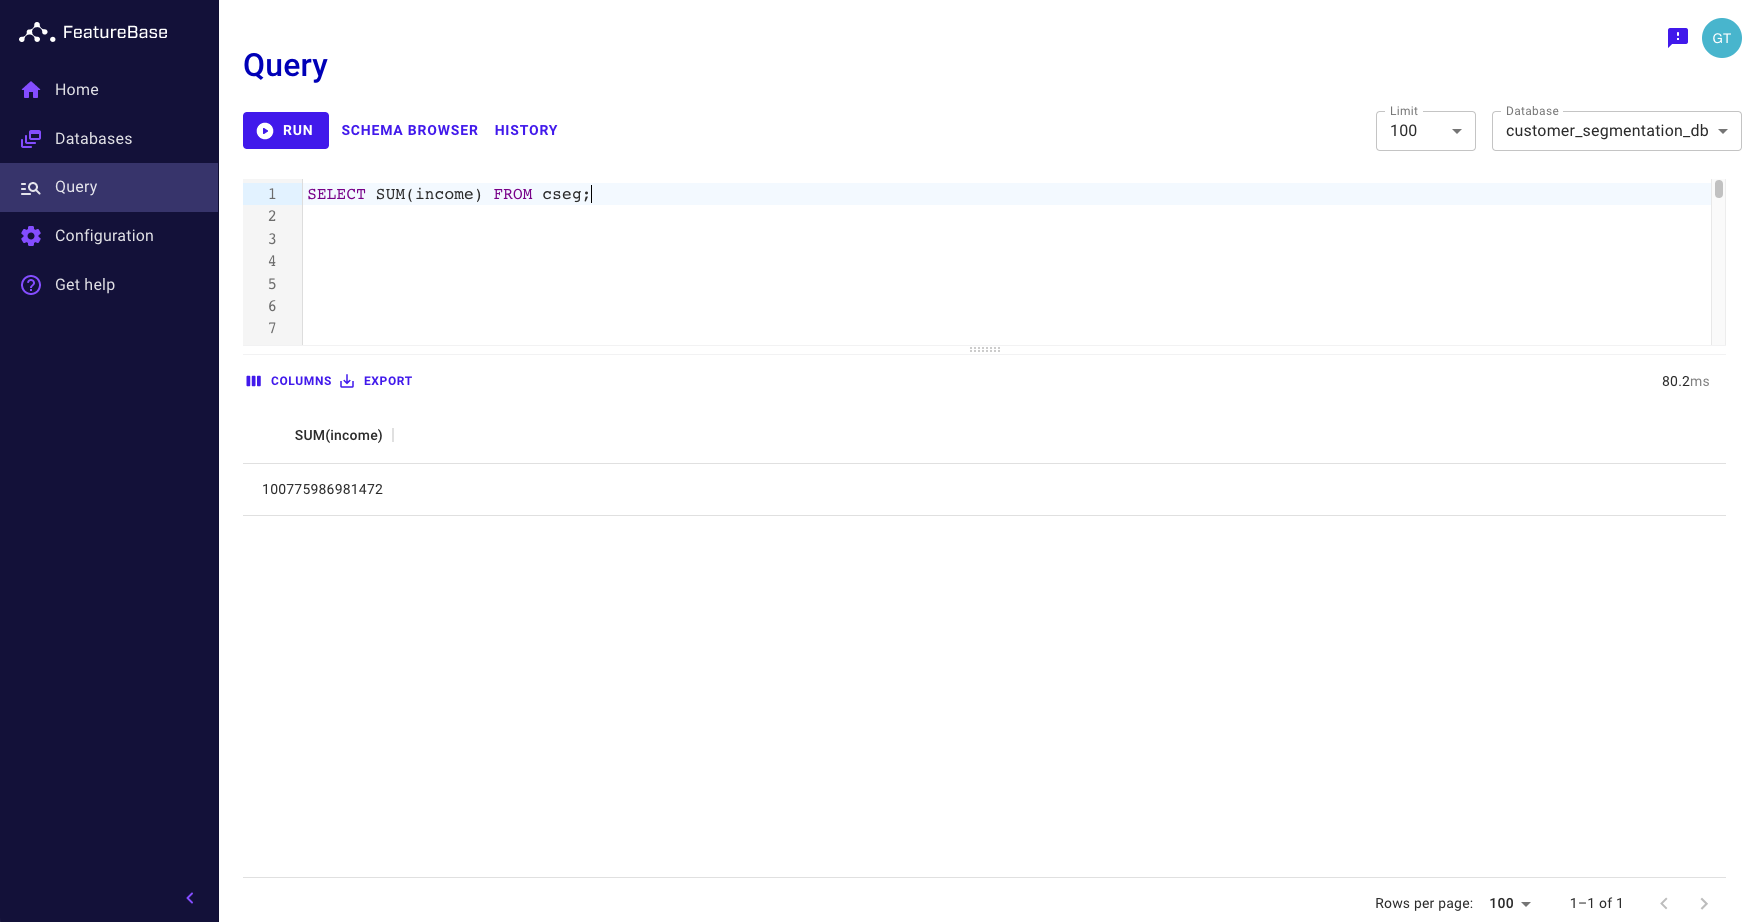 FeatureBase
Home
Databases
Query
Configuration
Get help
GT
Query
RUN
SCHEMA BROWSER
HISTORY
Limit
100
Database
customer_segmentation_db
1 SELECT SUM(income) FROM cseg;
2
3
4
5
6
7
COLUMNS
EXPORT
80.2ms
SUM(income)
100775986981472
Rows per page: 100 1–1 of 1